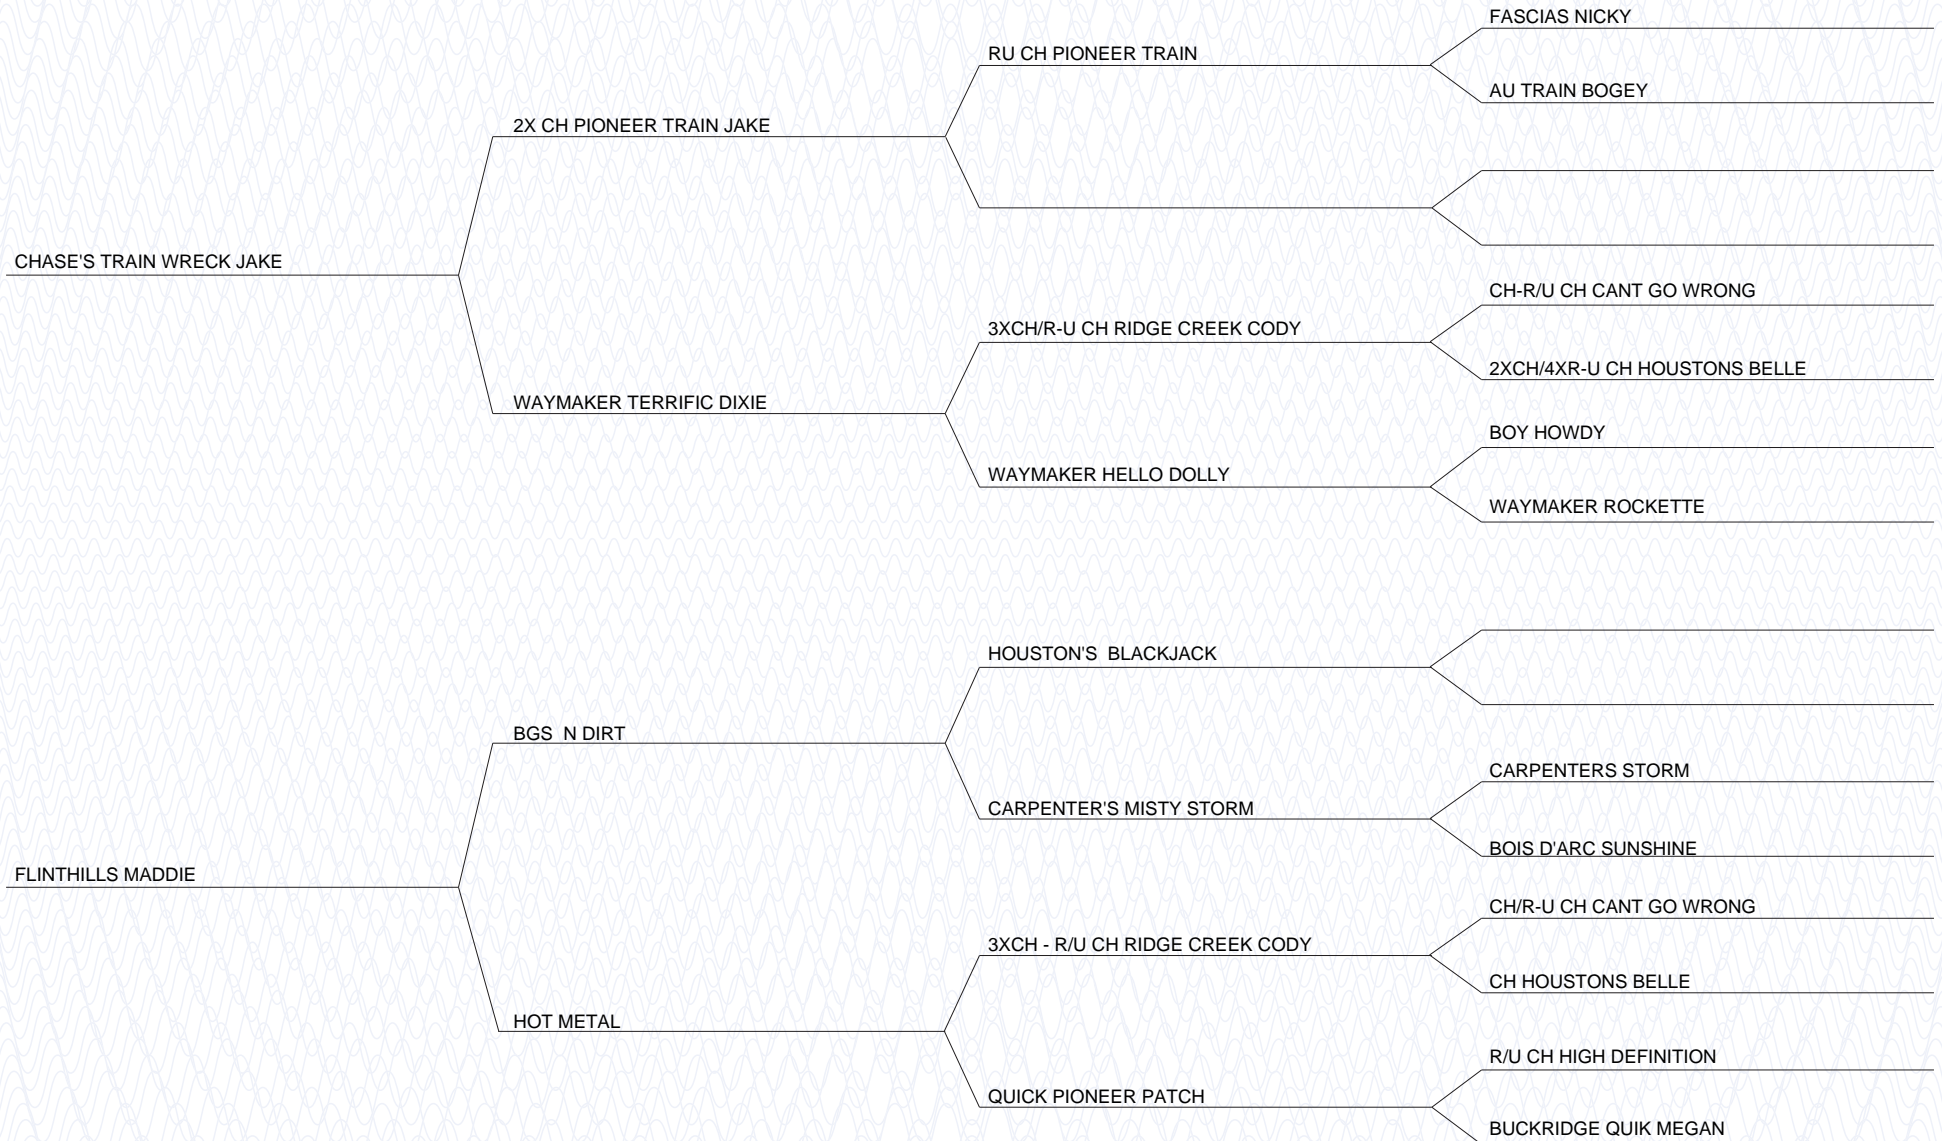 FASCIAS NICKY
RU CH PIONEER TRAIN
AU TRAIN BOGEY
2X CH PIONEER TRAIN JAKE
CHASE'S TRAIN WRECK JAKE
CH-R/U CH CANT GO WRONG
3XCH/R-U CH RIDGE CREEK CODY
2XCH/4XR-U CH HOUSTONS BELLE
WAYMAKER TERRIFIC DIXIE
BOY HOWDY
WAYMAKER HELLO DOLLY
WAYMAKER ROCKETTE
HOUSTON'S  BLACKJACK
BGS  N DIRT
CARPENTERS STORM
CARPENTER'S MISTY STORM
BOIS D'ARC SUNSHINE
FLINTHILLS MADDIE
CH/R-U CH CANT GO WRONG
3XCH - R/U CH RIDGE CREEK CODY
CH HOUSTONS BELLE
HOT METAL
R/U CH HIGH DEFINITION
QUICK PIONEER PATCH
BUCKRIDGE QUIK MEGAN